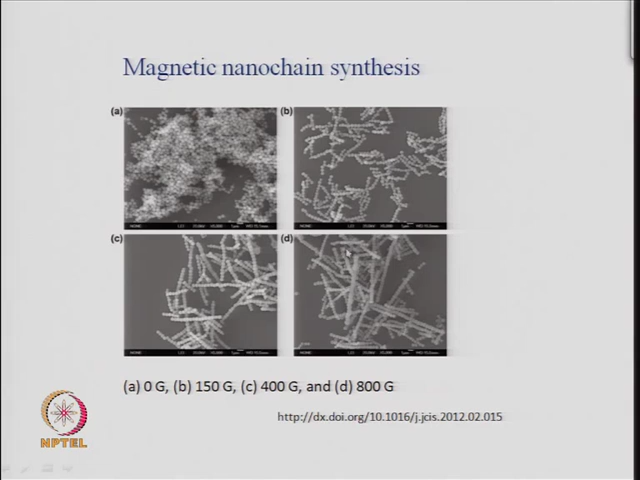 Magnetic nanochain synthesis
(a)
(b)
(c)
(d)
(a) 0 G, (b) 150 G, (c) 400 G, and (d) 800 G
http://dx.doi.org/10.1016/j.jcis.2012.02.015
NPTEL